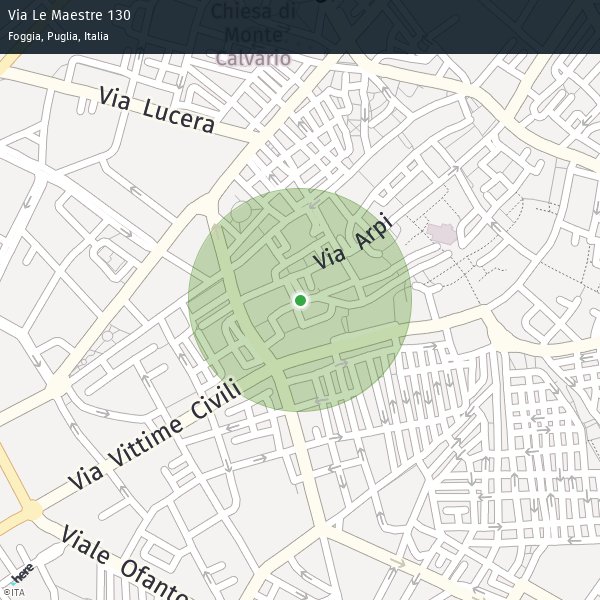 Via Le Maestre 130
Foggia, Puglia, Italia
Chiesa di
Monte
Calvario
Via Lucera
Via Arpi
Via Vittime Civili
Viale Ofanto
here
©ITA